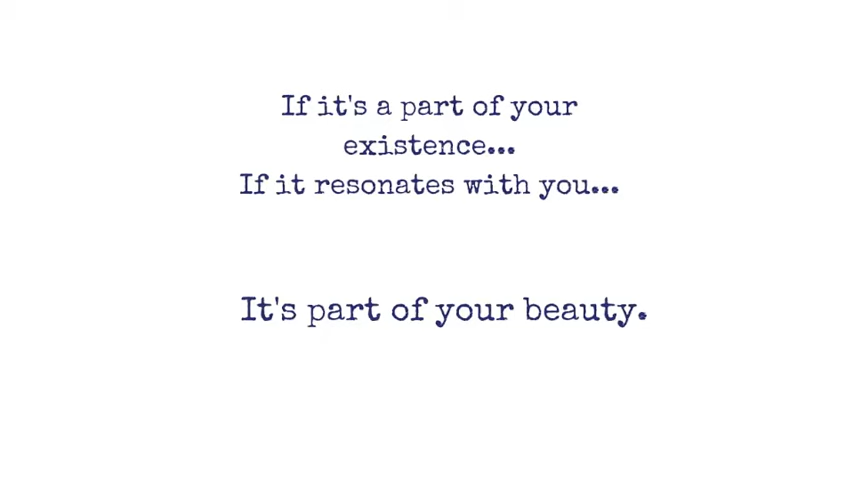 If it's a part of your
existence...
If it resonates with you...
It's part of your beauty.